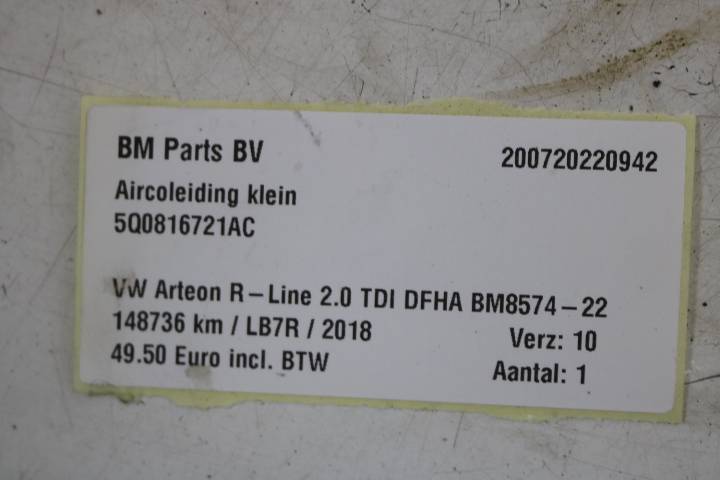 BM Parts BV 200720220942
Aircoleiding klein
5Q0816721AC
VW Arteon R-Line 2.0 TDI DFHA BM8574-22
148736 km / LB7R / 2018 Verz: 10
49.50 Euro incl. BTW Aantal: 1